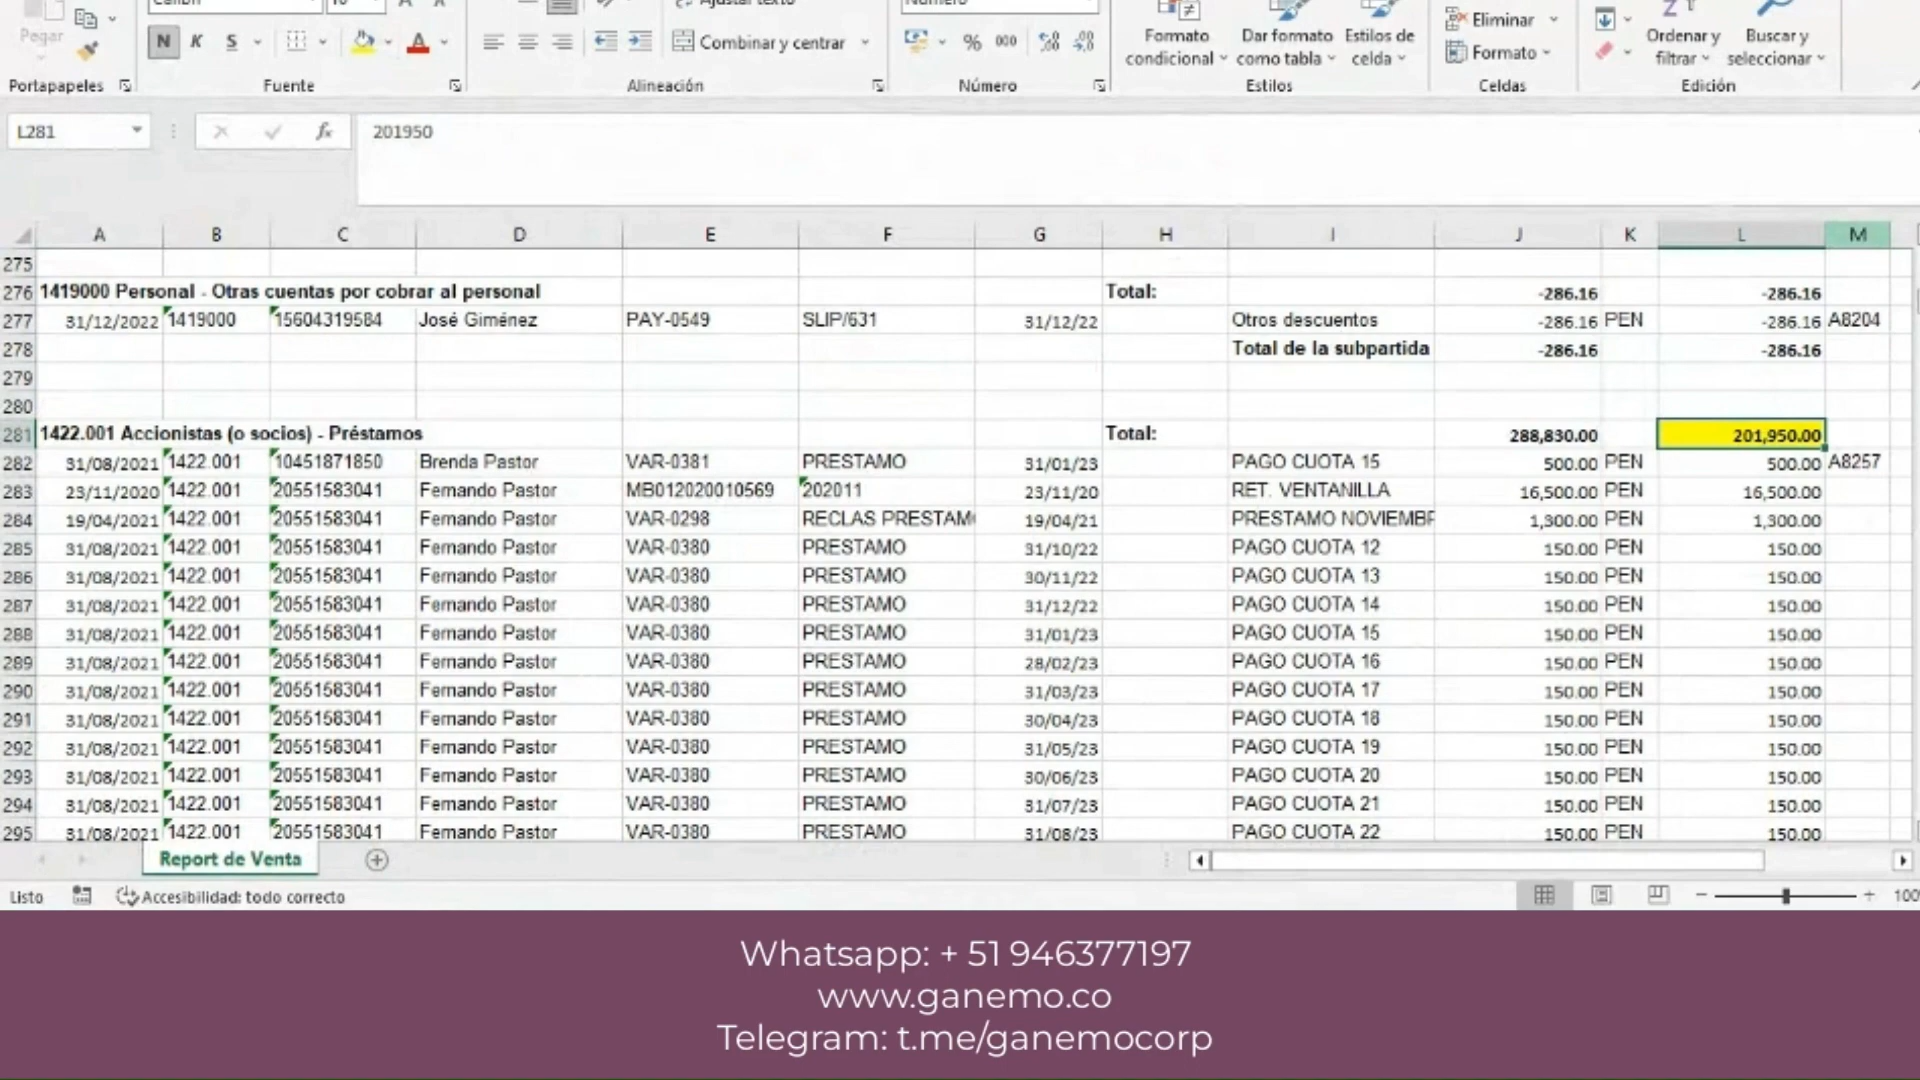 Pegar
N K S
Ajustar texto
Combinar y centrar
Número
% 000
Formato condicional
Dar formato como tabla
Estilos de celda
Eliminar
Formato
Ordenar y filtrar
Buscar y seleccionar
Portapapeles Fuente Alineación Número Estilos Celdas Edición
L281 fx 201950
A B C D E F G H I J K L M
275
276 1419000 Personal - Otras cuentas por cobrar al personal Total: -286.16 -286.16
277 31/12/2022 1419000 15604319584 José Giménez PAY-0549 SLIP/631 31/12/22 Otros descuentos -286.16 PEN -286.16 A8204
278 Total de la subpartida -286.16 -286.16
279
280
281 1422.001 Accionistas (o socios) - Préstamos Total: 288,830.00 201,950.00
282 31/08/2021 1422.001 10451871850 Brenda Pastor VAR-0381 PRESTAMO 31/01/23 PAGO CUOTA 15 500.00 PEN 500.00 A8257
283 23/11/2020 1422.001 20551583041 Fernando Pastor MB012020010569 202011 23/11/20 RET. VENTANILLA 16,500.00 PEN 16,500.00
284 19/04/2021 1422.001 20551583041 Fernando Pastor VAR-0298 RECLAS PRESTAM 19/04/21 PRESTAMO NOVIEMBR 1,300.00 PEN 1,300.00
285 31/08/2021 1422.001 20551583041 Fernando Pastor VAR-0380 PRESTAMO 31/10/22 PAGO CUOTA 12 150.00 PEN 150.00
286 31/08/2021 1422.001 20551583041 Fernando Pastor VAR-0380 PRESTAMO 30/11/22 PAGO CUOTA 13 150.00 PEN 150.00
287 31/08/2021 1422.001 20551583041 Fernando Pastor VAR-0380 PRESTAMO 31/12/22 PAGO CUOTA 14 150.00 PEN 150.00
288 31/08/2021 1422.001 20551583041 Fernando Pastor VAR-0380 PRESTAMO 31/01/23 PAGO CUOTA 15 150.00 PEN 150.00
289 31/08/2021 1422.001 20551583041 Fernando Pastor VAR-0380 PRESTAMO 28/02/23 PAGO CUOTA 16 150.00 PEN 150.00
290 31/08/2021 1422.001 20551583041 Fernando Pastor VAR-0380 PRESTAMO 31/03/23 PAGO CUOTA 17 150.00 PEN 150.00
291 31/08/2021 1422.001 20551583041 Fernando Pastor VAR-0380 PRESTAMO 30/04/23 PAGO CUOTA 18 150.00 PEN 150.00
292 31/08/2021 1422.001 20551583041 Fernando Pastor VAR-0380 PRESTAMO 31/05/23 PAGO CUOTA 19 150.00 PEN 150.00
293 31/08/2021 1422.001 20551583041 Fernando Pastor VAR-0380 PRESTAMO 30/06/23 PAGO CUOTA 20 150.00 PEN 150.00
294 31/08/2021 1422.001 20551583041 Fernando Pastor VAR-0380 PRESTAMO 31/07/23 PAGO CUOTA 21 150.00 PEN 150.00
295 31/08/2021 1422.001 20551583041 Fernando Pastor VAR-0380 PRESTAMO 31/08/23 PAGO CUOTA 22 150.00 PEN 150.00
Report de Venta
Listo Accesibilidad: todo correcto 100
Whatsapp: + 51 946377197
www.ganemo.co
Telegram: t.me/ganemocorp